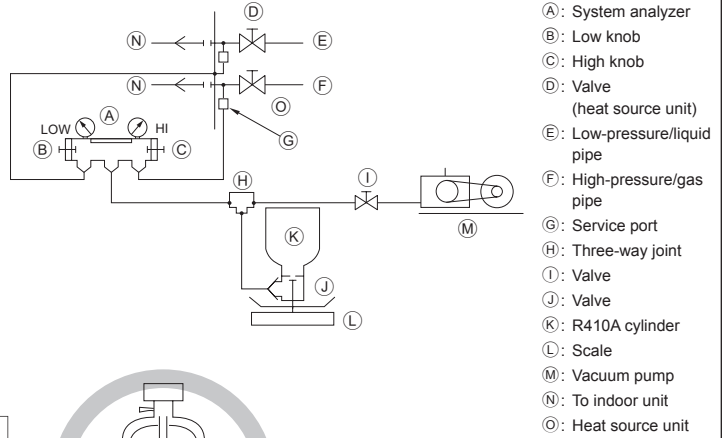 Ⓓ
Ⓝ Ⓔ
Ⓝ Ⓕ
Ⓐ Ⓞ
LOW HI
Ⓑ Ⓒ Ⓖ
Ⓗ Ⓘ
Ⓚ Ⓜ
Ⓙ
Ⓛ
Ⓐ: System analyzer
Ⓑ: Low knob
Ⓒ: High knob
Ⓓ: Valve
(heat source unit)
Ⓔ: Low-pressure/liquid
pipe
Ⓕ: High-pressure/gas
pipe
Ⓖ: Service port
Ⓗ: Three-way joint
Ⓘ: Valve
Ⓙ: Valve
Ⓚ: R410A cylinder
Ⓛ: Scale
Ⓜ: Vacuum pump
Ⓝ: To indoor unit
Ⓞ: Heat source unit